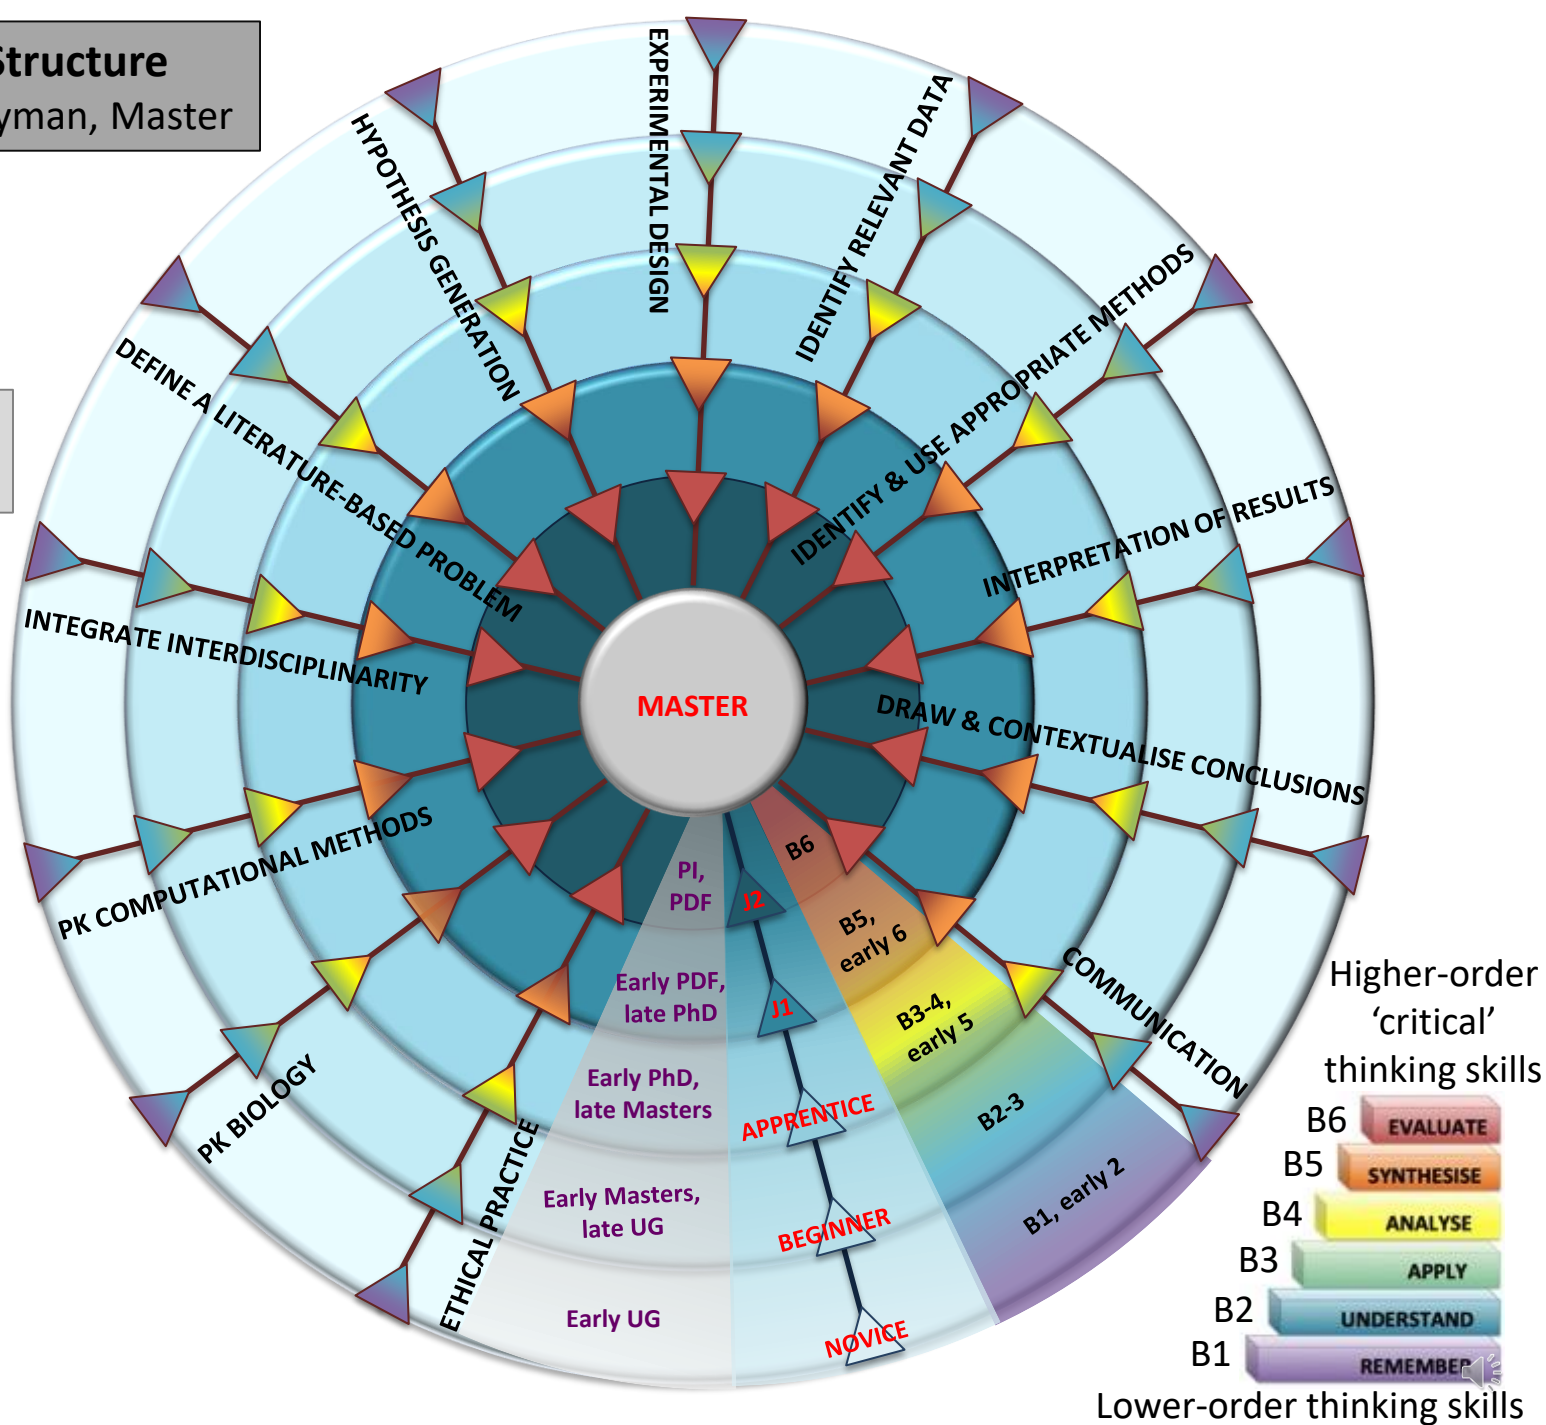 Structure
yman, Master
EXPERIMENTAL DESIGN
HYPOTHESIS GENERATION
IDENTIFY RELEVANT DATA
DEFINE A LITERATURE-BASED PROBLEM
IDENTIFY & USE APPROPRIATE METHODS
INTEGRATE INTERDISCIPLINARITY
INTERPRETATION OF RESULTS
MASTER
DRAW & CONTEXTUALISE CONCLUSIONS
PK COMPUTATIONAL METHODS
PK BIOLOGY
ETHICAL PRACTICE
COMMUNICATION
PI,
PDF
Early PDF,
late PhD
Early PhD,
late Masters
Early Masters,
late UG
Early UG
J2
J1
APPRENTICE
BEGINNER
NOVICE
B6
B5,
early 6
B3-4,
early 5
B2-3
B1, early 2
Higher-order
‘critical’
thinking skills
B6 EVALUATE
B5 SYNTHESISE
B4 ANALYSE
B3 APPLY
B2 UNDERSTAND
B1 REMEMBER
Lower-order thinking skills